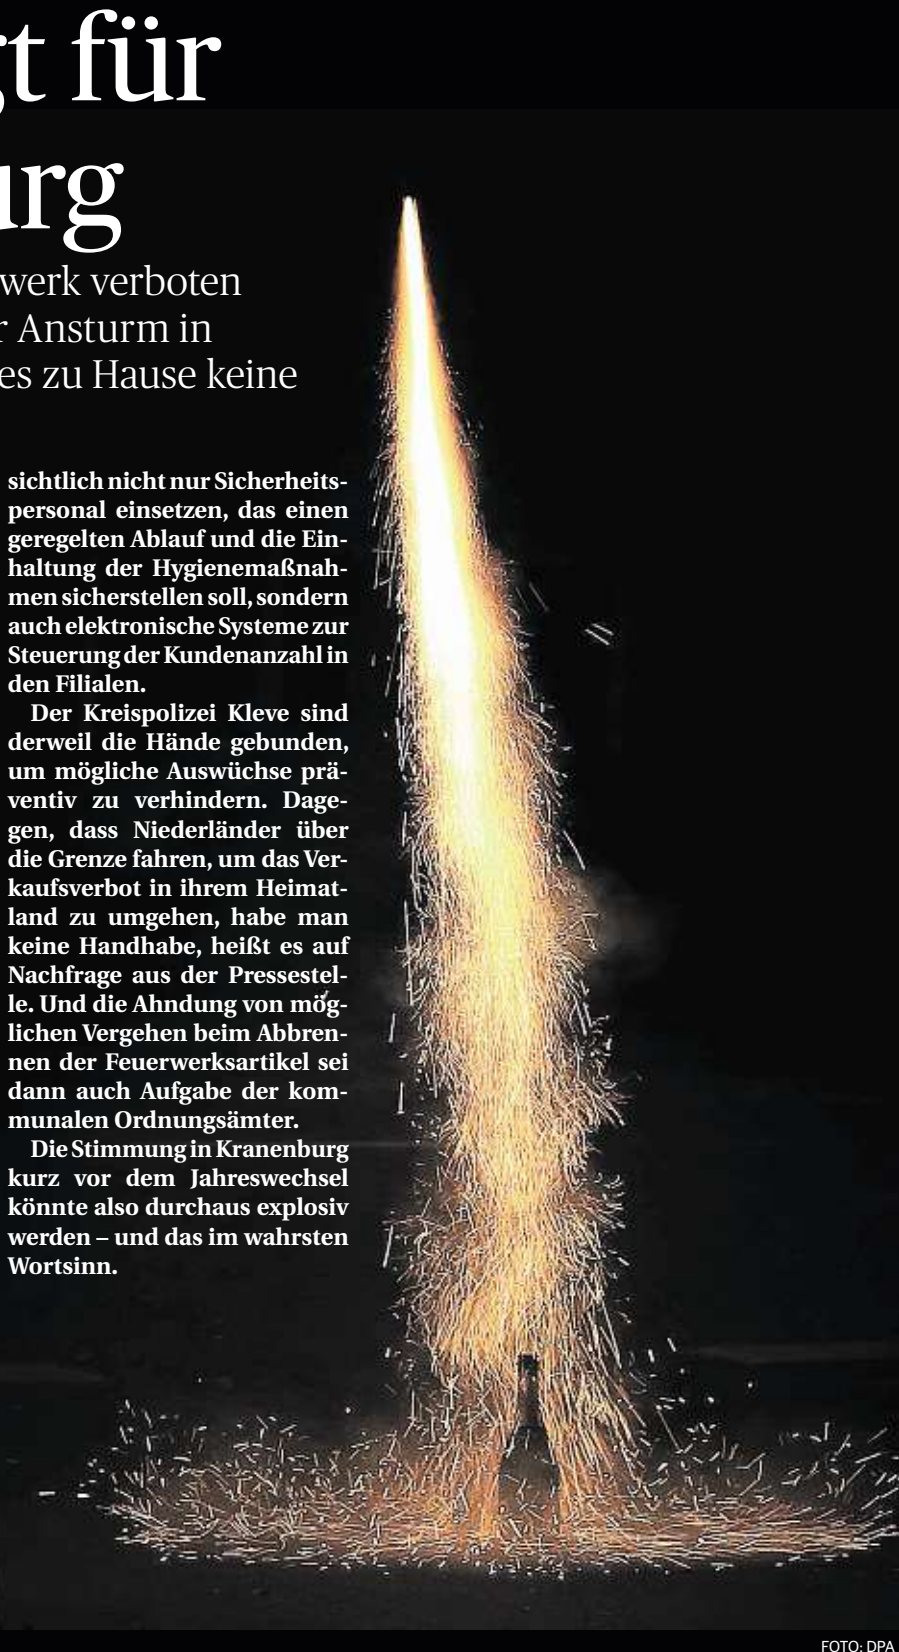 gt für
urg
werk verboten
r Ansturm in
es zu Hause keine
sichtlich nicht nur Sicherheits-
personal einsetzen, das einen
geregelten Ablauf und die Ein-
haltung der Hygienemaßnah-
men sicherstellen soll, sondern
auch elektronische Systeme zur
Steuerung der Kundenanzahl in
den Filialen.
Der Kreispolizei Kleve sind
derweil die Hände gebunden,
um mögliche Auswüchse prä-
ventiv zu verhindern. Dage-
gen, dass Niederländer über
die Grenze fahren, um das Ver-
kaufsverbot in ihrem Heimat-
land zu umgehen, habe man
keine Handhabe, heißt es auf
Nachfrage aus der Pressestel-
le. Und die Ahndung von mög-
lichen Vergehen beim Abbren-
nen der Feuerwerksartikel sei
dann auch Aufgabe der kom-
munalen Ordnungsämter.
Die Stimmung in Kranenburg
kurz vor dem Jahreswechsel
könnte also durchaus explosiv
werden – und das im wahrsten
Wortsinn.
FOTO: DPA